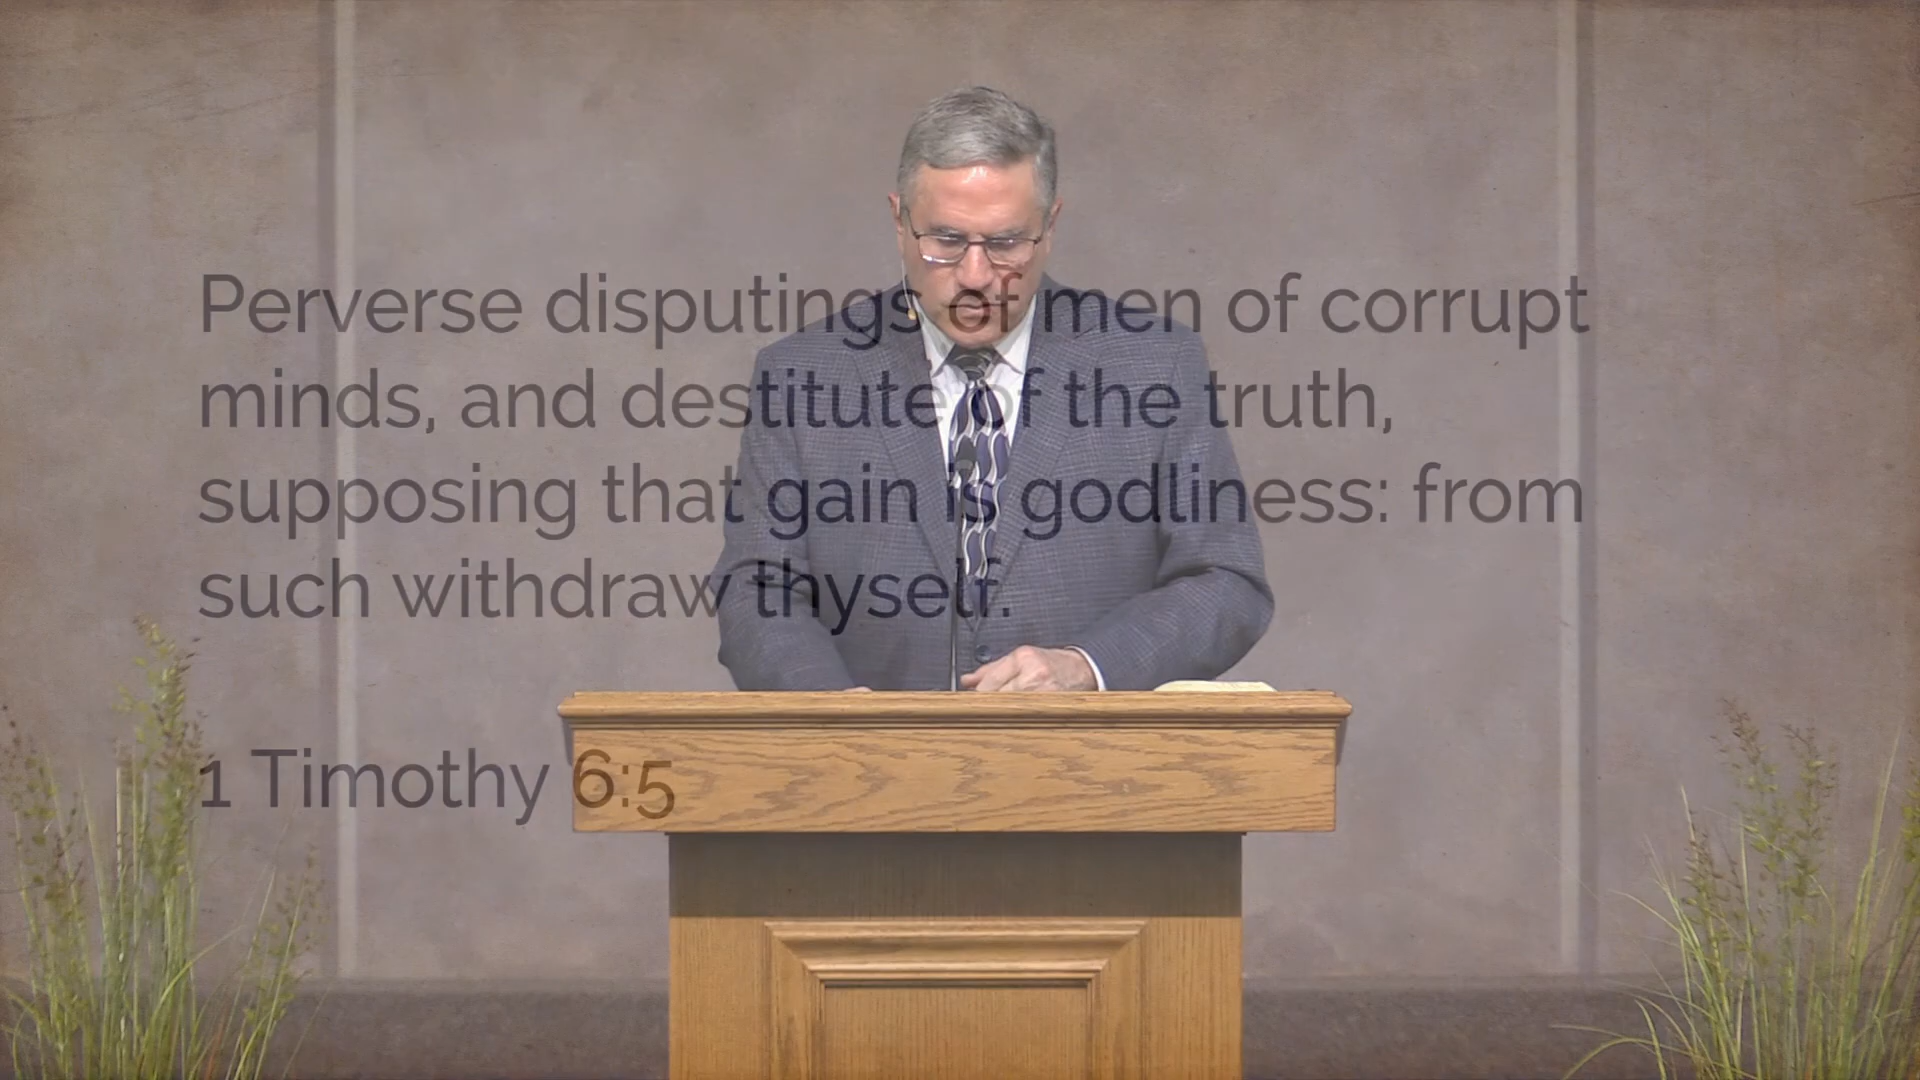 Perverse disputings of men of corrupt
minds, and destitute of the truth,
supposing that gain is godliness: from
such withdraw thyself.
1 Timothy 6:5